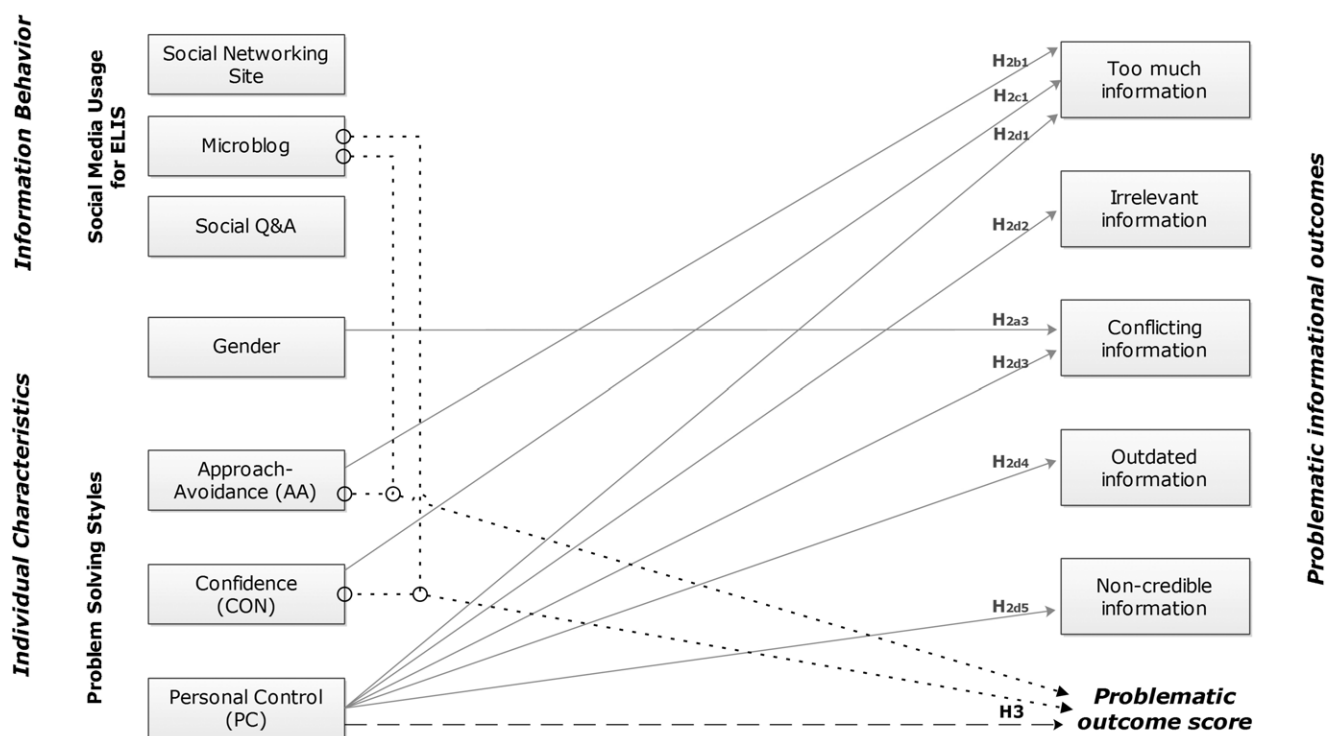 Information Behavior
Social Media Usage
for ELIS
Social Networking
Site
Microblog
Social Q&A
Individual Characteristics
Gender
Problem Solving Styles
Approach-
Avoidance (AA)
Confidence
(CON)
Personal Control
(PC)
H2b1
H2c1
H2d1
H2d2
H2a3
H2d3
H2d4
H2d5
H3
Too much
information
Irrelevant
information
Conflicting
information
Outdated
information
Non-credible
information
Problematic
outcome score
Problematic informational outcomes